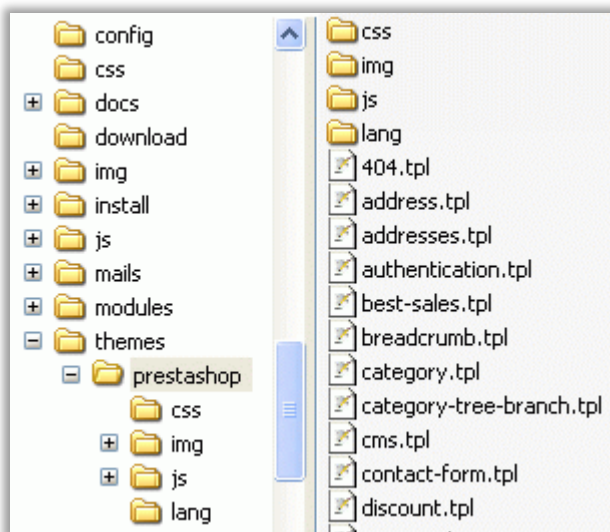 config
css
docs
download
img
install
js
mails
modules
themes
prestashop
css
img
js
lang
css
img
js
lang
404.tpl
address.tpl
addresses.tpl
authentication.tpl
best-sales.tpl
breadcrumb.tpl
category.tpl
category-tree-branch.tpl
cms.tpl
contact-form.tpl
discount.tpl